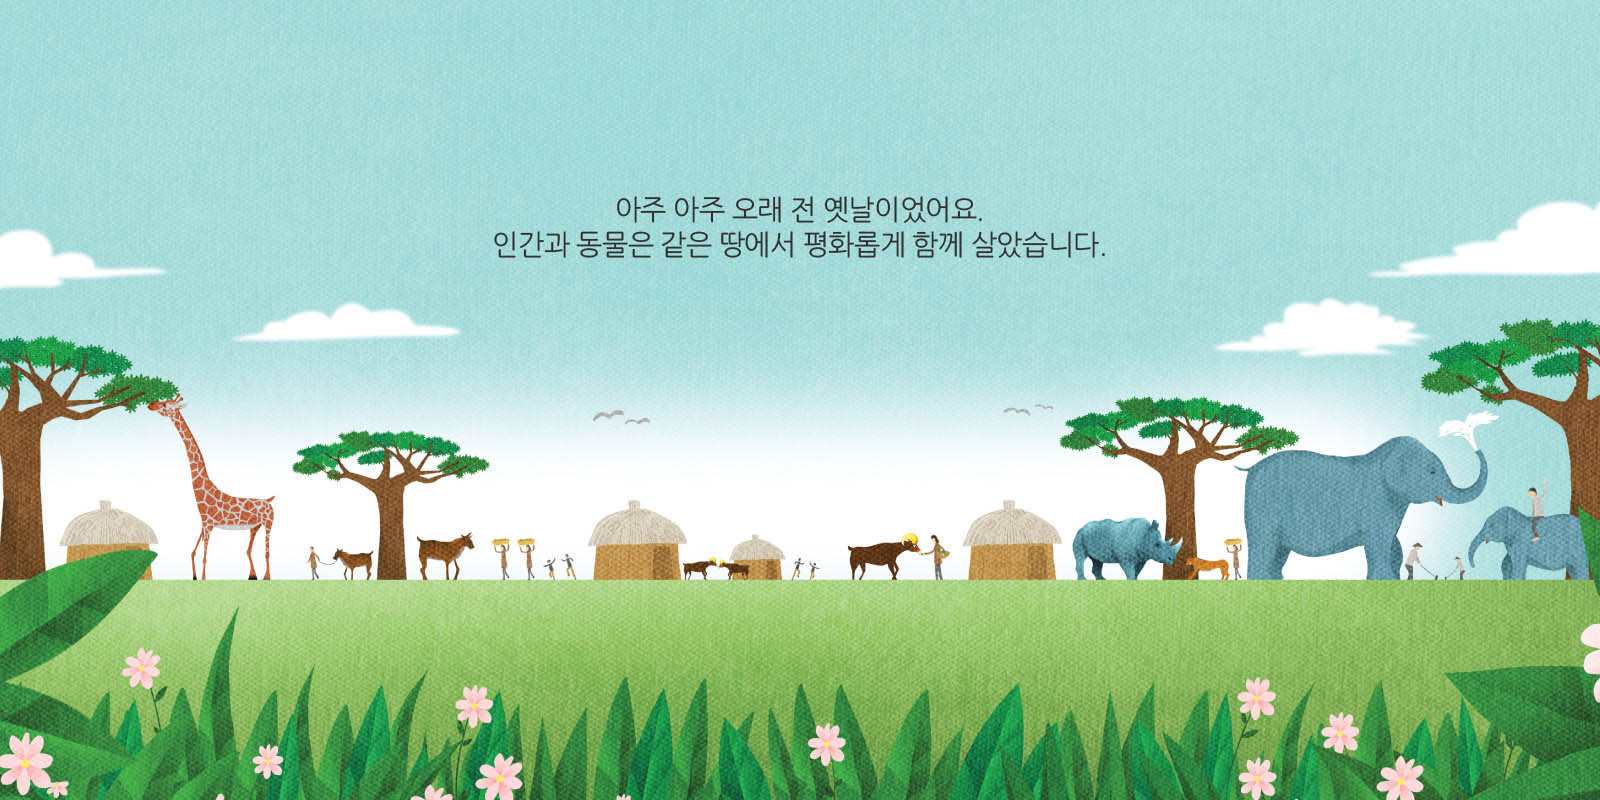 아주 아주 오래 전 옛날이었어요.
인간과 동물은 같은 땅에서 평화롭게 함께 살았습니다.